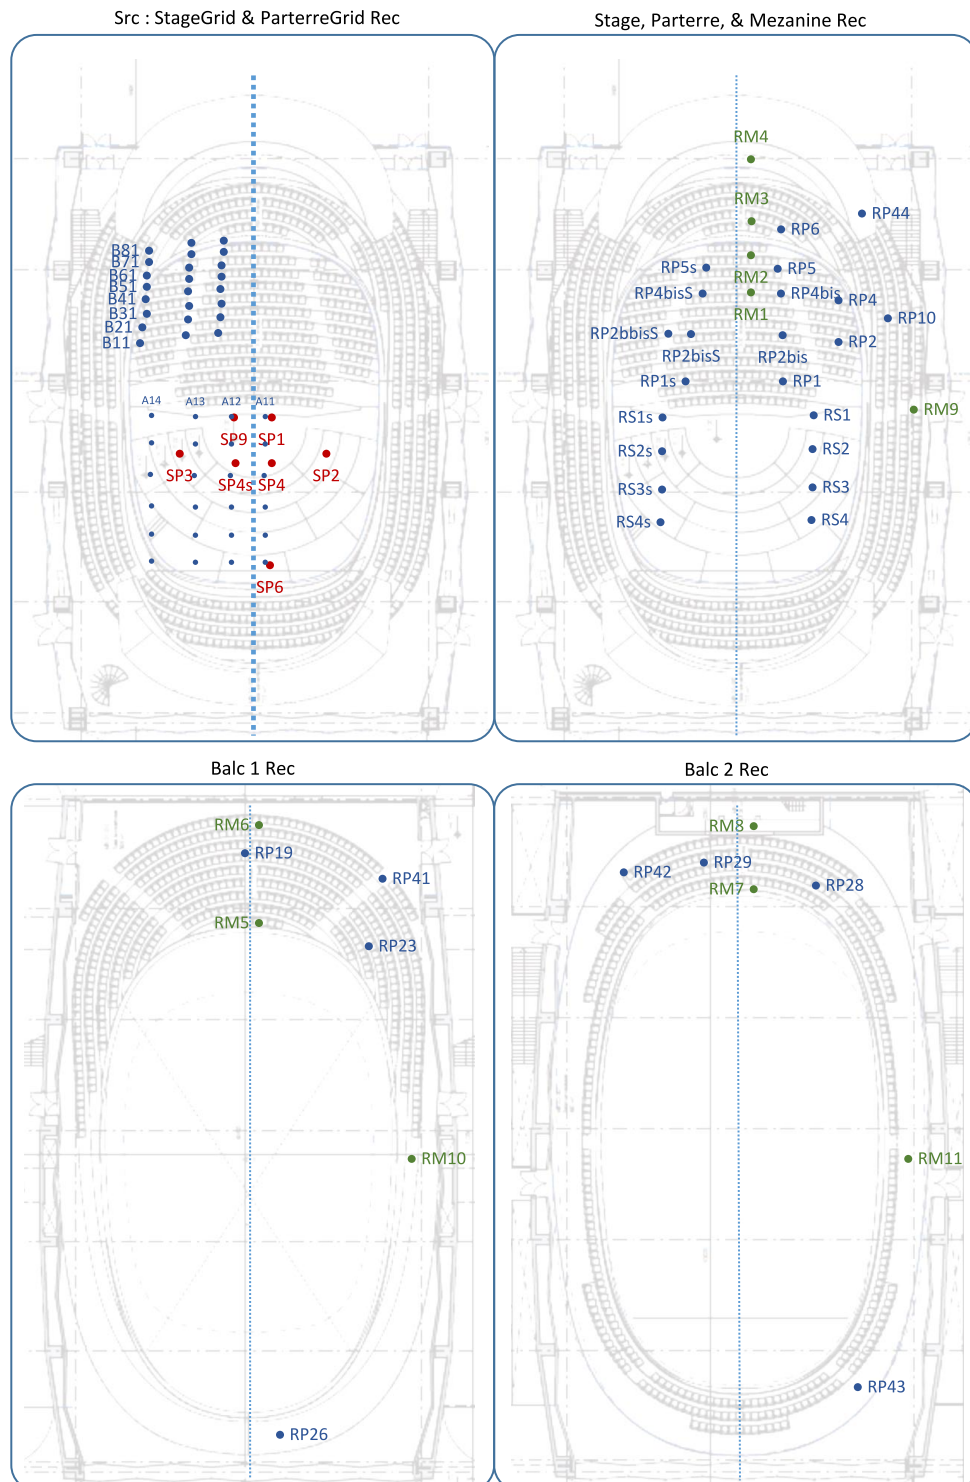 Src : StageGrid & ParterreGrid Rec
B81
B71
B61
B51
B41
B31
B21
B11
A14 A13 A12 A11
SP9 SP1
SP3 SP4s SP4 SP2
SP6
Stage, Parterre, & Mezanine Rec
RM4
RM3
RP44
RP6
RP5s RP5
RM2
RP4bisS RP4bis RP4
RM1 RP10
RP2bbisS RP2
RP2bisS RP2bis
RP1s RP1
RM9
RS1s RS1
RS2s RS2
RS3s RS3
RS4s RS4
Balc 1 Rec
RM6
RP19
RP41
RM5
RP23
RM10
RP26
Balc 2 Rec
RM8
RP29
RP42
RM7 RP28
RM11
RP43